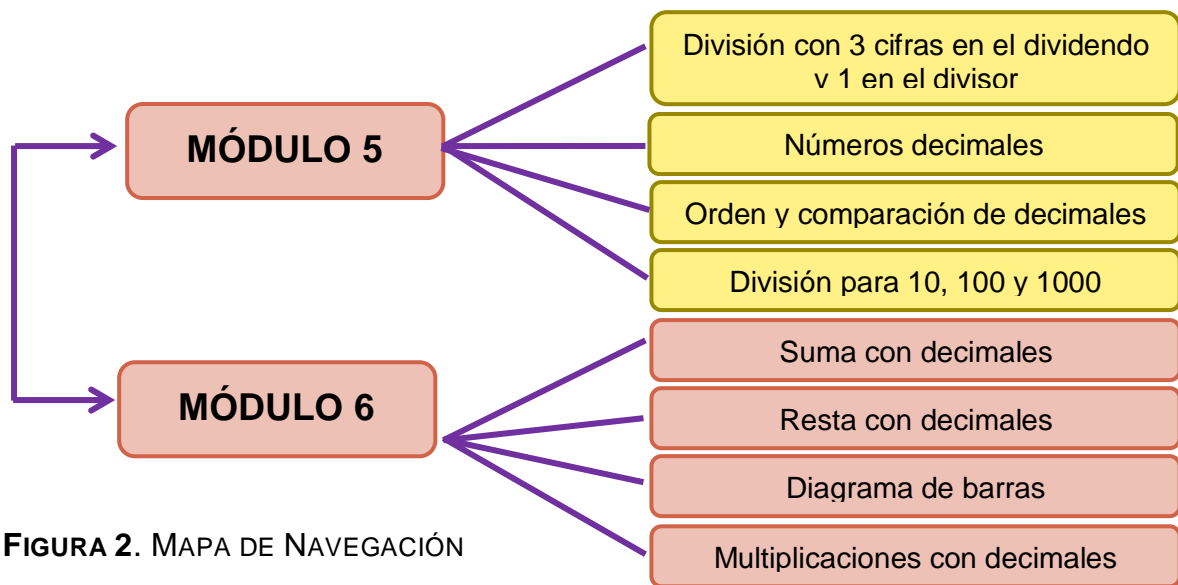 MÓDULO 5
División con 3 cifras en el dividendo
y 1 en el divisor
Números decimales
Orden y comparación de decimales
División para 10, 100 y 1000
MÓDULO 6
Suma con decimales
Resta con decimales
Diagrama de barras
Multiplicaciones con decimales
FIGURA 2. MAPA DE NAVEGACIÓN